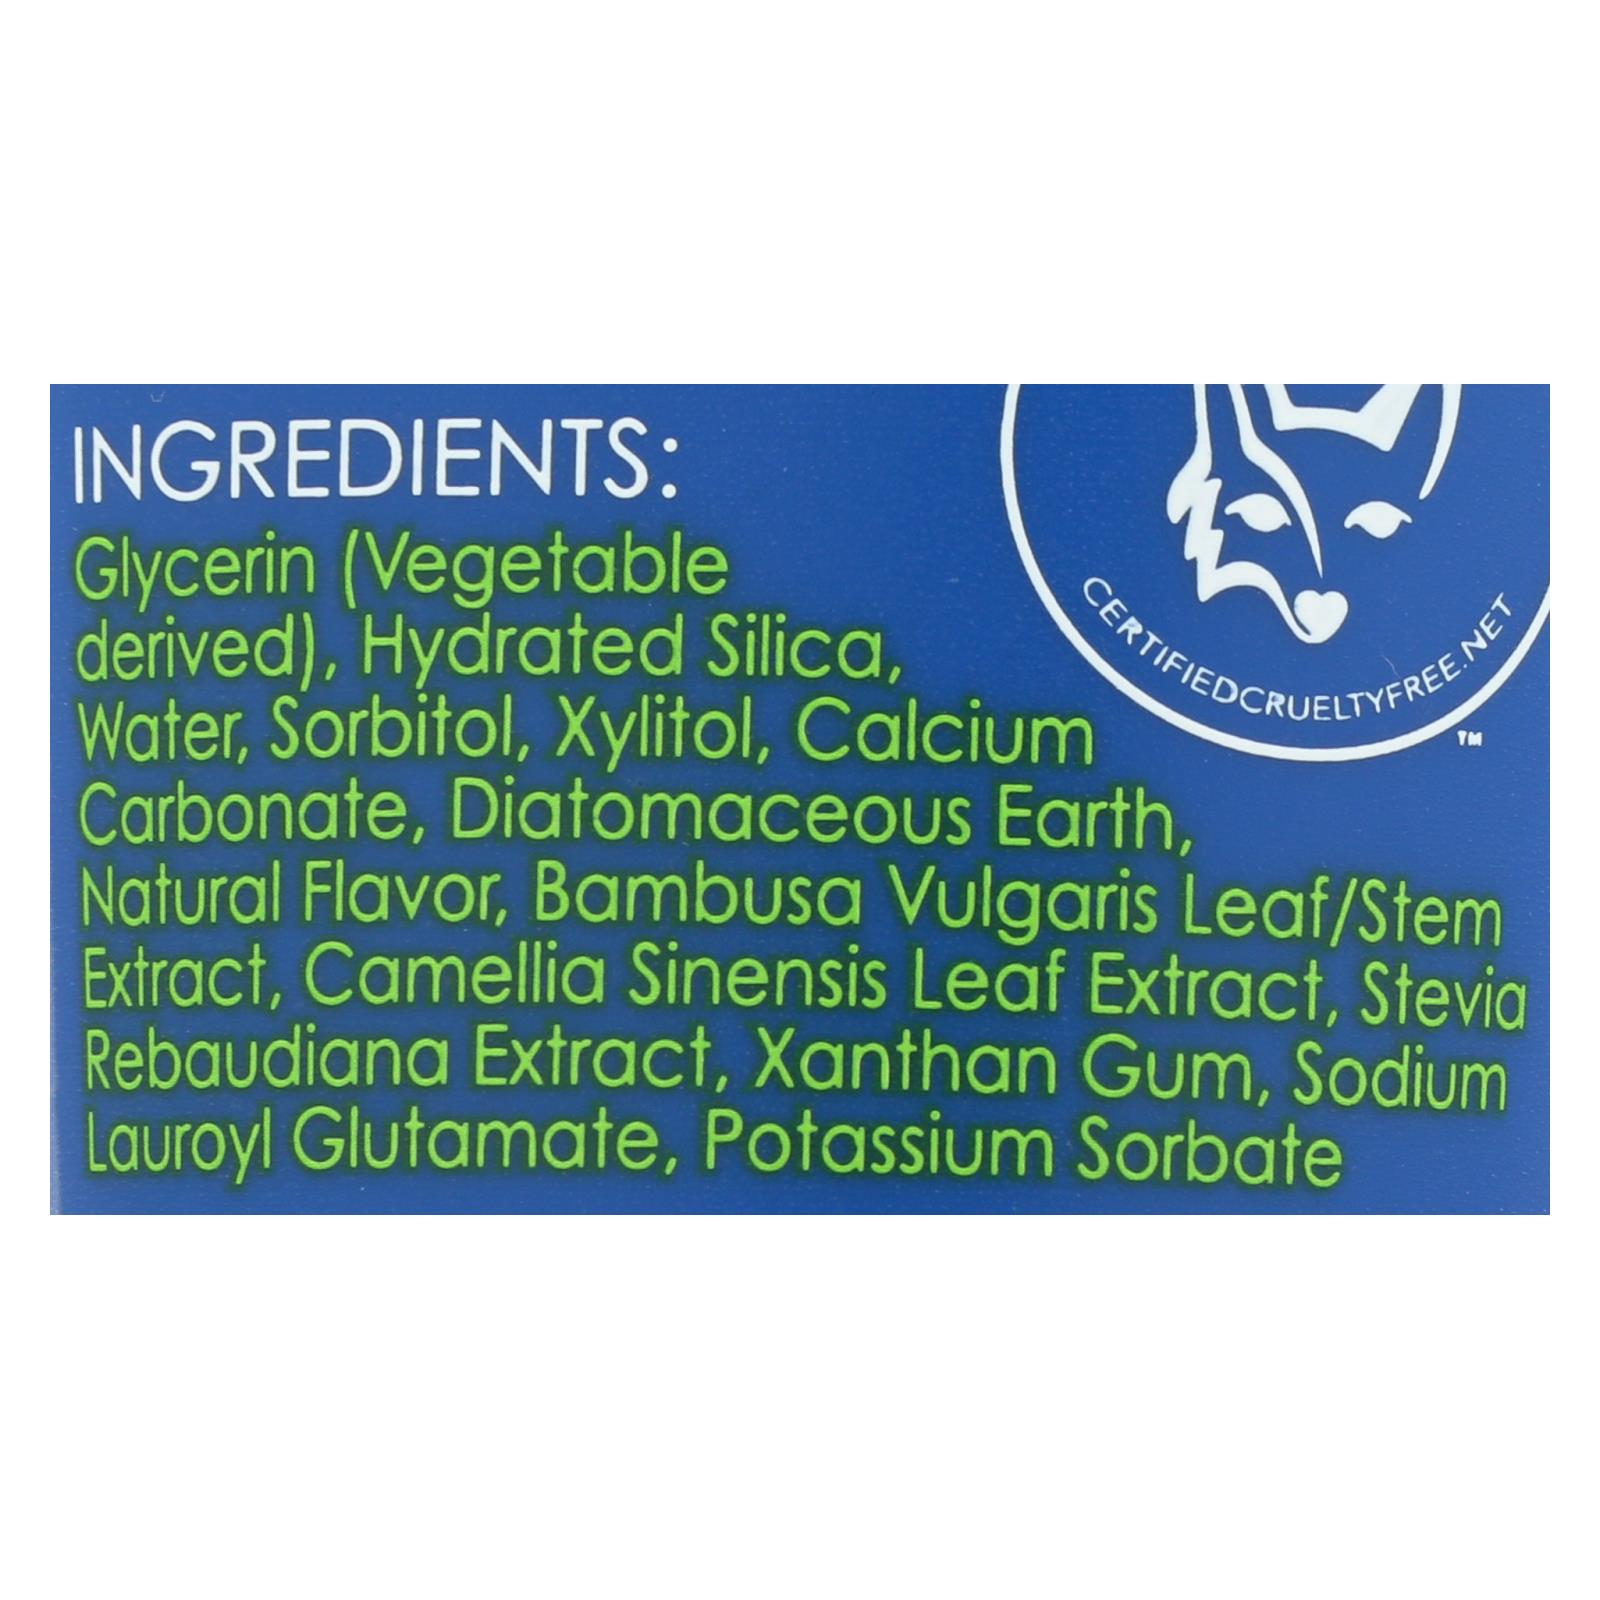 INGREDIENTS:
Glycerin (Vegetable
derived), Hydrated Silica,
Water, Sorbitol, Xylitol, Calcium
Carbonate, Diatomaceous Earth,
Natural Flavor, Bambusa Vulgaris Leaf/Stem
Extract, Camellia Sinensis Leaf Extract, Stevia
Rebaudiana Extract, Xanthan Gum, Sodium
Lauroyl Glutamate, Potassium Sorbate
CERTIFIEDCRUELTYFREE.NET
™